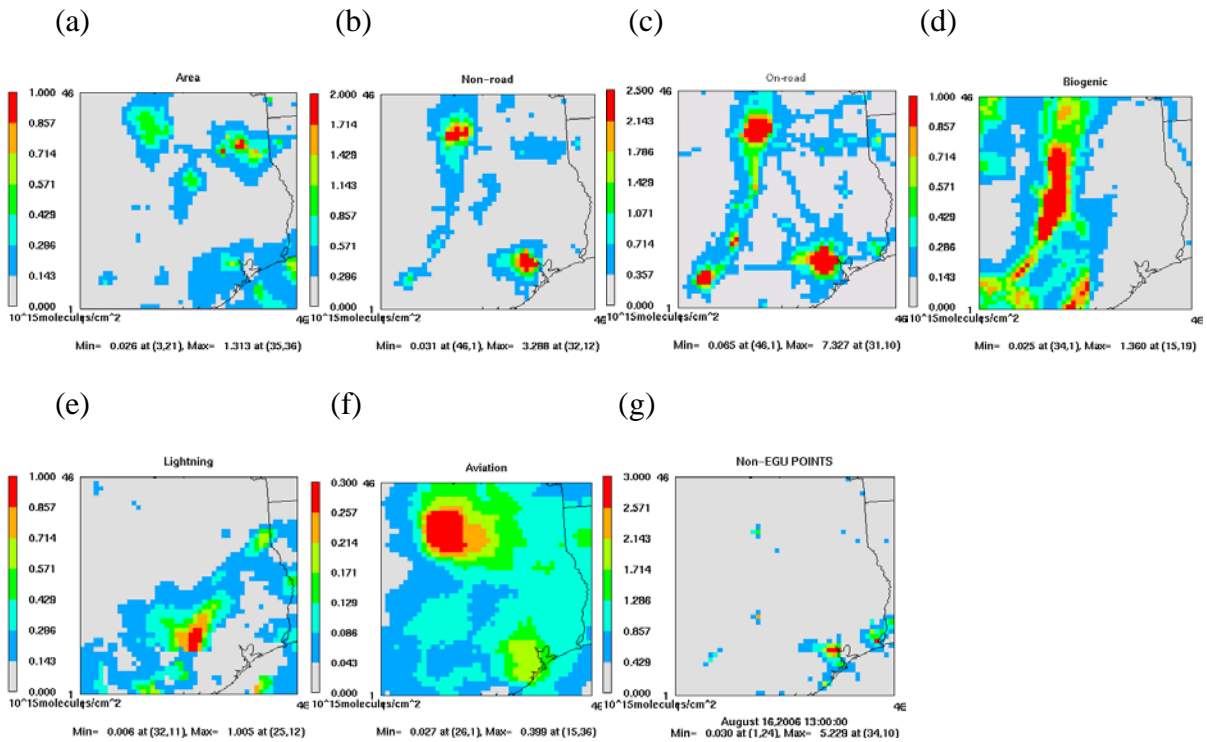 (a)
(b)
(c)
(d)
Area
1.000
0.857
0.714
0.571
0.429
0.286
0.143
0.000
46
1
10^15molecules/cm^2
Min= 0.026 at (3,21), Max= 1.313 at (35,36)
Non-road
2.000
1.714
1.429
1.143
0.857
0.571
0.286
0.000
46
1
10^15molecules/cm^2
Min= 0.031 at (46,1), Max= 3.288 at (32,12)
On-road
2.500
2.143
1.786
1.429
1.071
0.714
0.357
0.000
46
1
10^15molecules/cm^2
Min= 0.065 at (46,1), Max= 7.327 at (31,10)
Biogenic
1.000
0.857
0.714
0.571
0.429
0.286
0.143
0.000
46
1
10^15molecules/cm^2
Min= 0.025 at (34,1), Max= 1.360 at (15,19)
(e)
(f)
(g)
Lightning
1.000
0.857
0.714
0.571
0.429
0.286
0.143
0.000
46
1
10^15molecules/cm^2
Min= 0.006 at (32,11), Max= 1.005 at (25,12)
Aviation
0.300
0.257
0.214
0.171
0.129
0.086
0.043
0.000
46
1
10^15molecules/cm^2
Min= 0.027 at (26,1), Max= 0.399 at (15,36)
Non-EGU POINTS
3.000
2.571
2.143
1.714
1.286
0.857
0.429
0.000
46
1
10^15molecules/cm^2
August 16,2006 13:00:00
Min= 0.030 at (1,24), Max= 5.229 at (34,10)